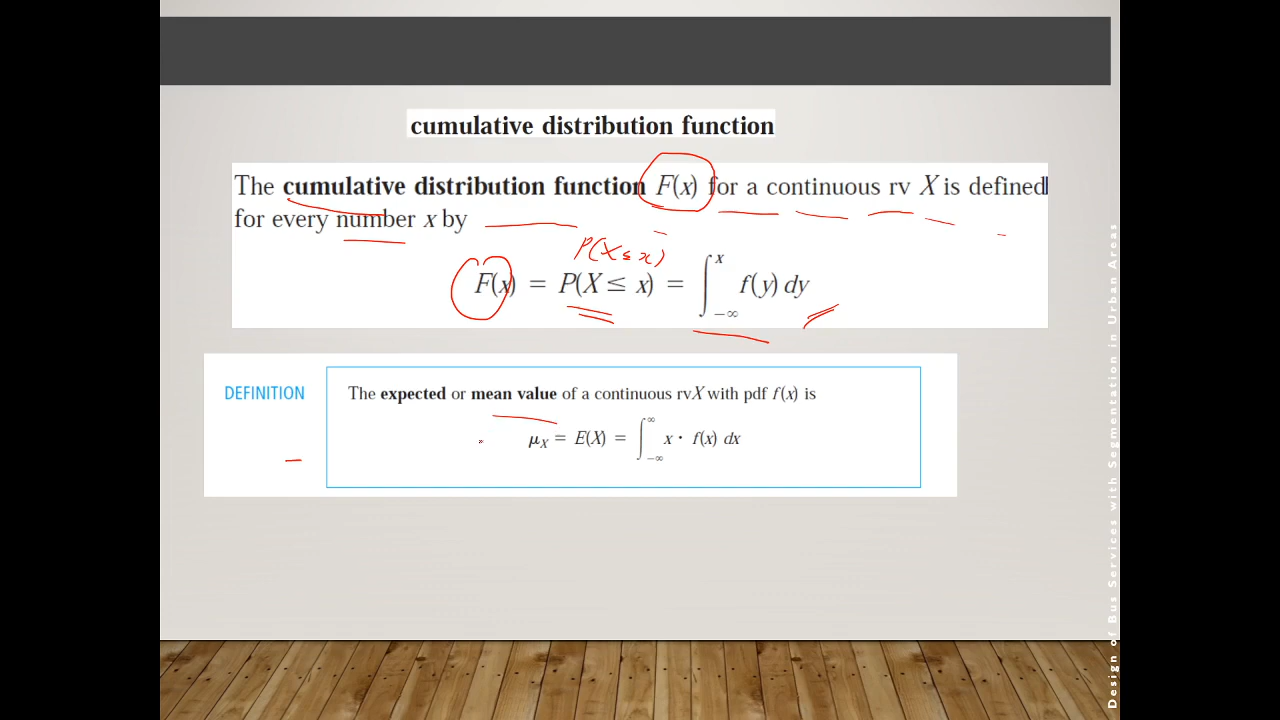 cumulative distribution function
The cumulative distribution function F(x) for a continuous rv X is defined
for every number x by
P(X ≤ x)
F(x) = P(X ≤ x) = ∫_{-∞}^{x} f(y) dy
DEFINITION
The expected or mean value of a continuous rv X with pdf f(x) is
μ_X = E(X) = ∫_{-∞}^{∞} x · f(x) dx
Design of Bus Services with Segmentation in Urban Areas